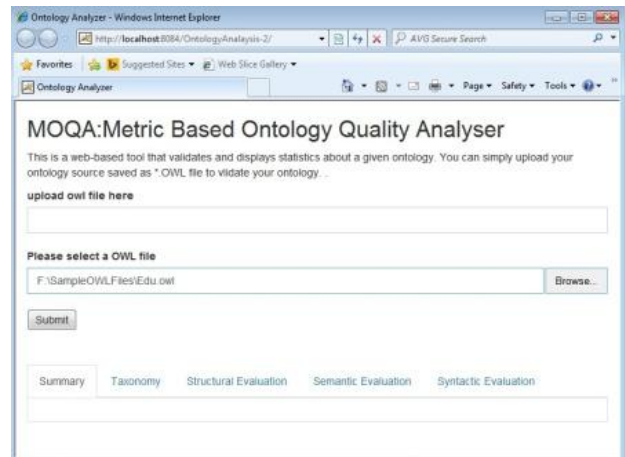 Ontology Analyzer - Windows Internet Explorer
http://localhost:8084/OntologyAnalaysis-2/
AVG Secure Search
Favorites Suggested Sites Web Slice Gallery
Ontology Analyzer Page Safety Tools
MOQA:Metric Based Ontology Quality Analyser
This is a web-based tool that validates and displays statistics about a given ontology. You can simply upload your
ontology source saved as *.OWL file to vlidate your ontology. .
upload owl file here
Please select a OWL file
F:\SampleOWLFiles\Edu.owl Browse...
Submit
Summary Taxonomy Structural Evaluation Semantic Evaluation Syntactic Evaluation